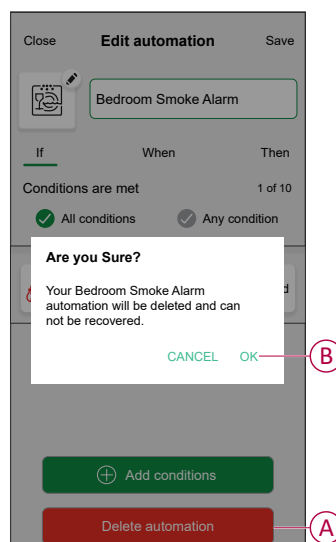 Close Edit automation Save
Bedroom Smoke Alarm
If When Then
Conditions are met 1 of 10
All conditions Any condition
Are you Sure?
d
Your Bedroom Smoke Alarm
automation will be deleted and can
not be recovered.
CANCEL OK B
Add conditions
Delete automation A